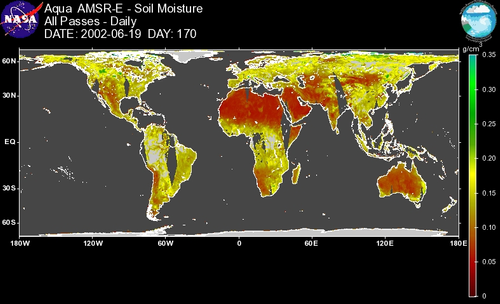 NASA
Aqua AMSR-E - Soil Moisture
All Passes - Daily
DATE: 2002-06-19 DAY: 170
g/cm
3
0.35
0.30
0.25
0.20
0.15
0.10
0.05
0
60N
30N
EQ
30S
60S
180W 120W 60W 0 60E 120E 180E